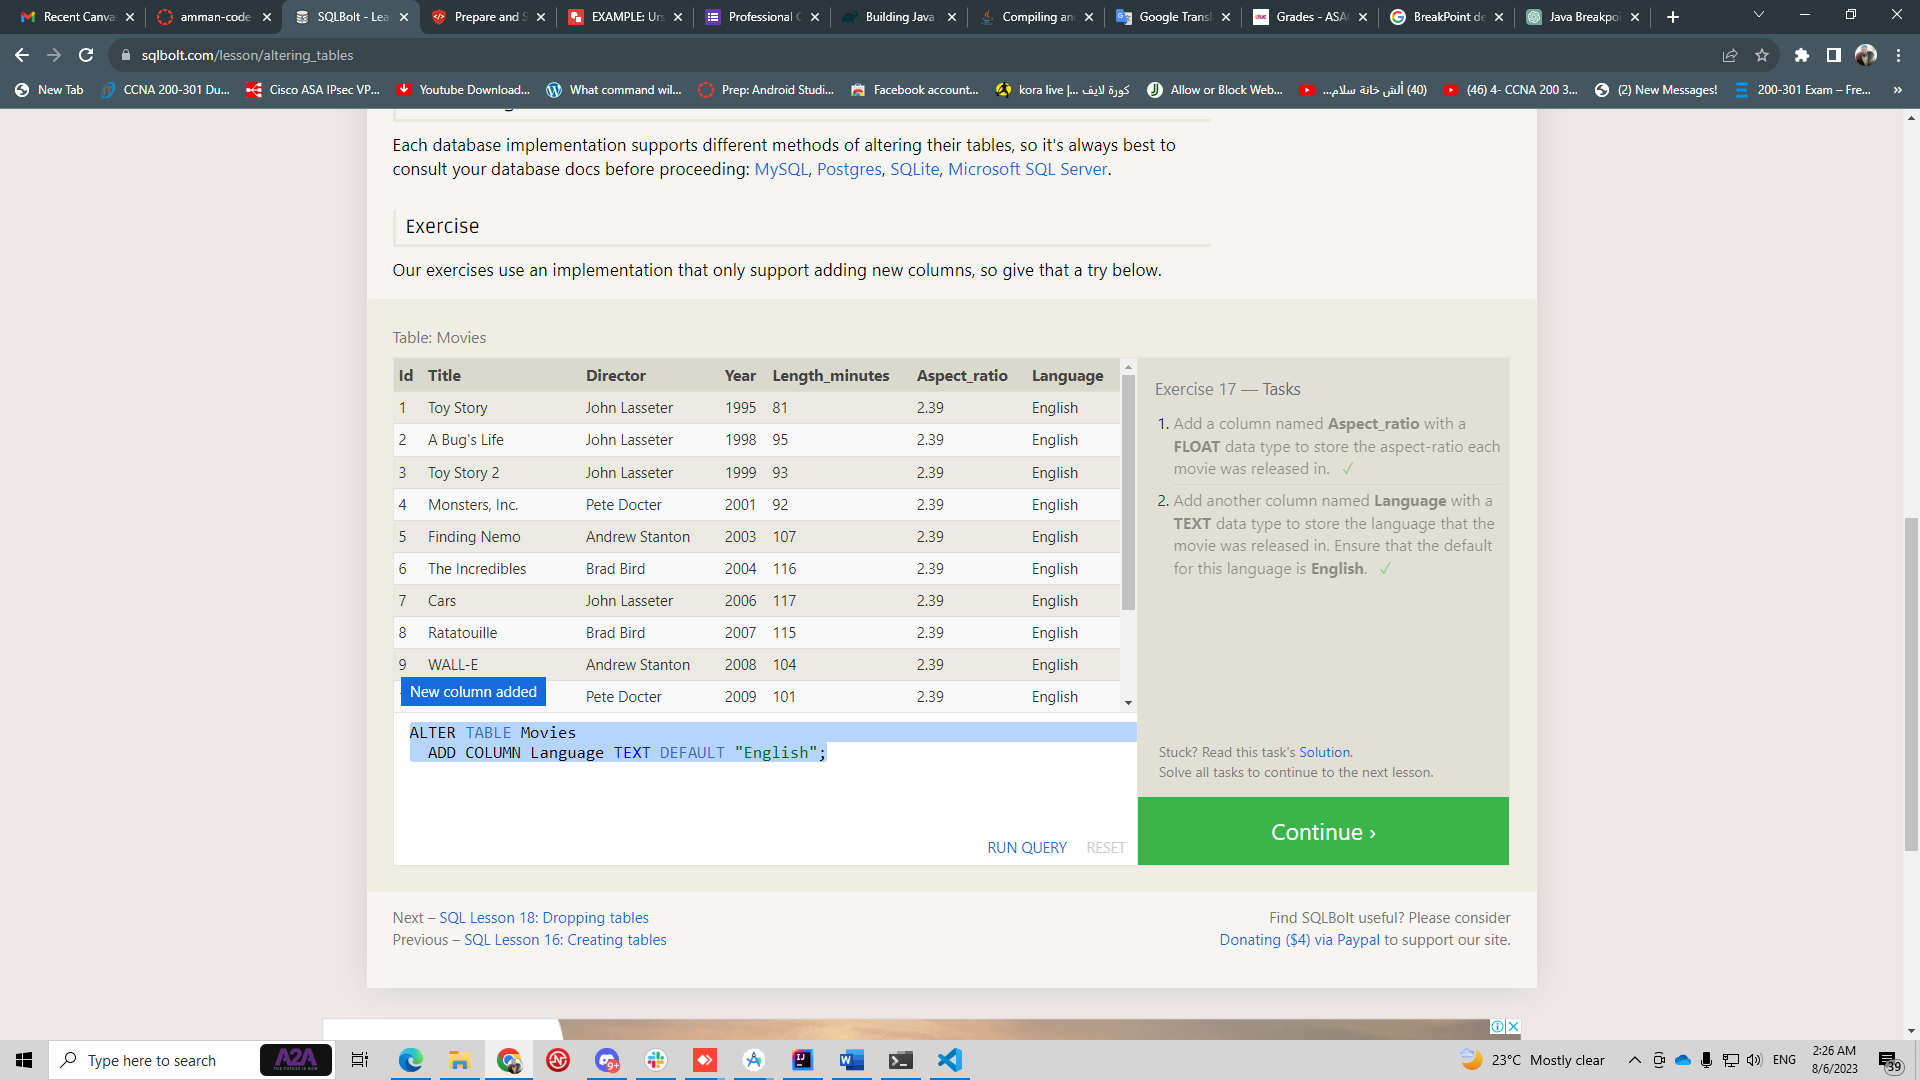 Recent Canva
amman-code
SQLBolt - Lea
Prepare and S
EXAMPLE: Urs
Professional C
Building Java
Compiling an
Google Transl
Grades - ASA
BreakPoint de
Java Breakpoi
sqlbolt.com/lesson/altering_tables
New Tab
CCNA 200-301 Du...
Cisco ASA IPsec VP...
Youtube Download...
What command wil...
Prep: Android Studi...
Facebook account...
kora live |... كورة لايف
Allow or Block Web...
(40) ألش خانة سلام...
(46) 4- CCNA 200 3...
(2) New Messages!
200-301 Exam – Fre...
»
Each database implementation supports different methods of altering their tables, so it's always best to
consult your database docs before proceeding: MySQL, Postgres, SQLite, Microsoft SQL Server.
Exercise
Our exercises use an implementation that only support adding new columns, so give that a try below.
Table: Movies
Id Title Director Year Length_minutes Aspect_ratio Language
1 Toy Story John Lasseter 1995 81 2.39 English
2 A Bug's Life John Lasseter 1998 95 2.39 English
3 Toy Story 2 John Lasseter 1999 93 2.39 English
4 Monsters, Inc. Pete Docter 2001 92 2.39 English
5 Finding Nemo Andrew Stanton 2003 107 2.39 English
6 The Incredibles Brad Bird 2004 116 2.39 English
7 Cars John Lasseter 2006 117 2.39 English
8 Ratatouille Brad Bird 2007 115 2.39 English
9 WALL-E Andrew Stanton 2008 104 2.39 English
New column added
Pete Docter 2009 101 2.39 English
ALTER TABLE Movies
ADD COLUMN Language TEXT DEFAULT "English";
RUN QUERY RESET
Exercise 17 — Tasks
1. Add a column named Aspect_ratio with a
FLOAT data type to store the aspect-ratio each
movie was released in. ✓
2. Add another column named Language with a
TEXT data type to store the language that the
movie was released in. Ensure that the default
for this language is English. ✓
Stuck? Read this task's Solution.
Solve all tasks to continue to the next lesson.
Continue ›
Next – SQL Lesson 18: Dropping tables
Previous – SQL Lesson 16: Creating tables
Find SQLBolt useful? Please consider
Donating ($4) via Paypal to support our site.
Type here to search
A2A
9+
23°C Mostly clear
ENG
2:26 AM
8/6/2023
39